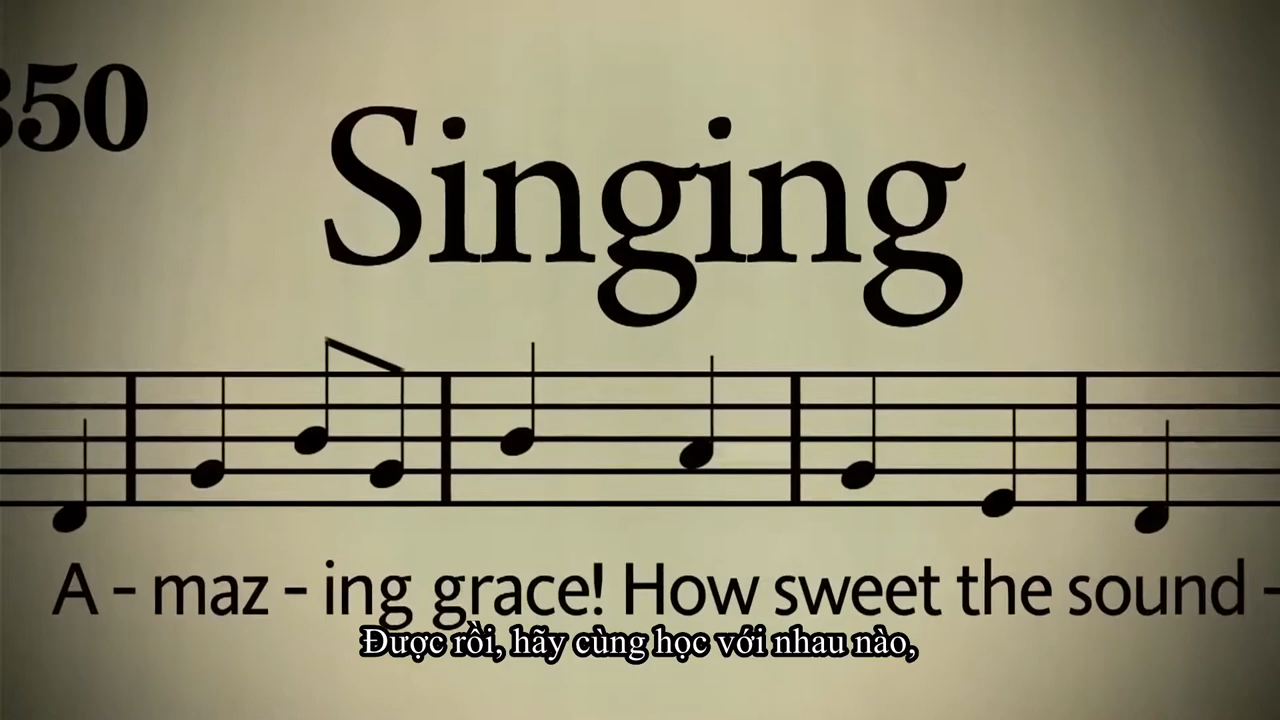 350
Singing
A - maz - ing grace! How sweet the sound -
Được rồi, hãy cùng học với nhau nào,